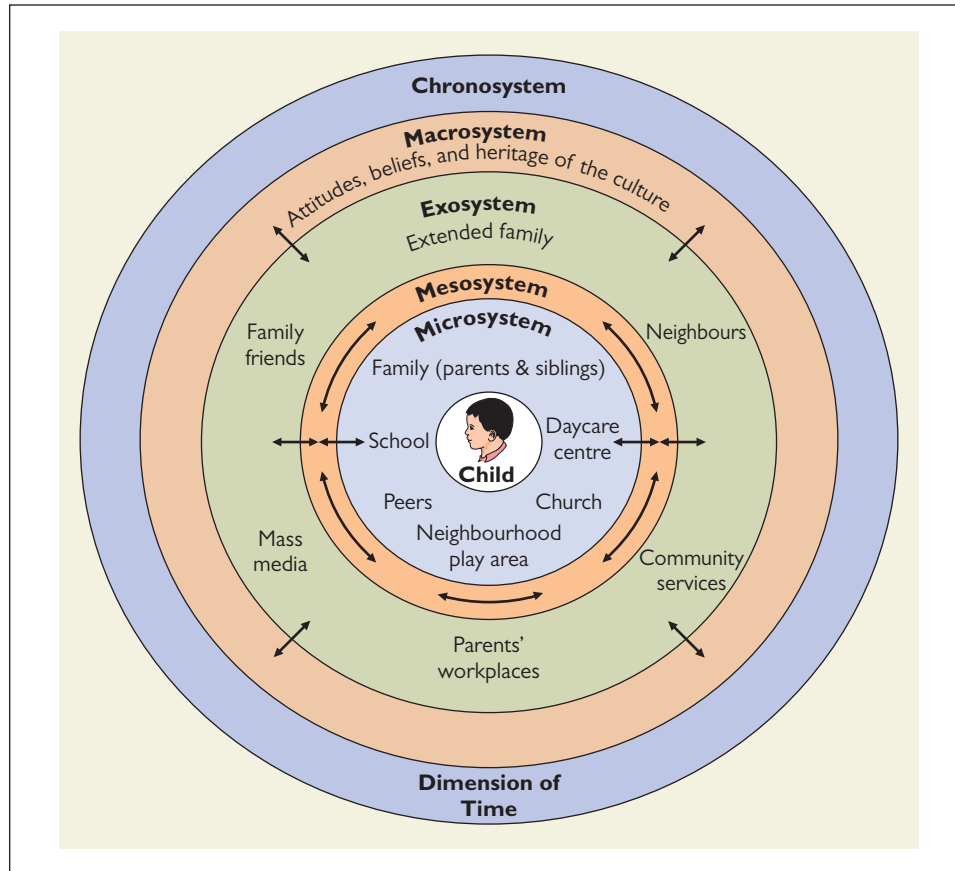 Chronosystem
Macrosystem
Attitudes, beliefs, and heritage of the culture
Exosystem
Extended family
Mesosystem
Microsystem
Family
friends
Neighbours
Family (parents & siblings)
School
Daycare
centre
Child
Peers
Church
Neighbourhood
play area
Mass
media
Community
services
Parents’
workplaces
Dimension of
Time